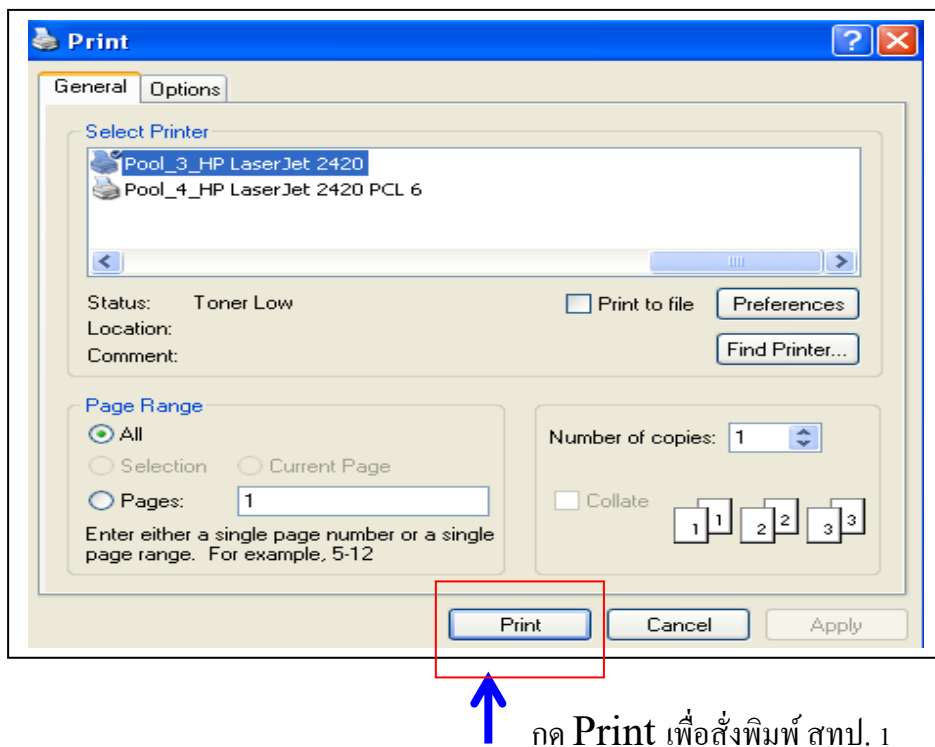 Print
General Options
Select Printer
Pool_3_HP LaserJet 2420
Pool_4_HP LaserJet 2420 PCL 6
Status: Toner Low
Print to file Preferences
Location:
Comment:
Find Printer...
Page Range
All
Selection Current Page
Pages: 1
Enter either a single page number or a single
page range. For example, 5-12
Number of copies: 1
Collate
1 1 2 2 3 3
Print Cancel Apply
กด Print เพื่อสั่งพิมพ์ สทป. 1